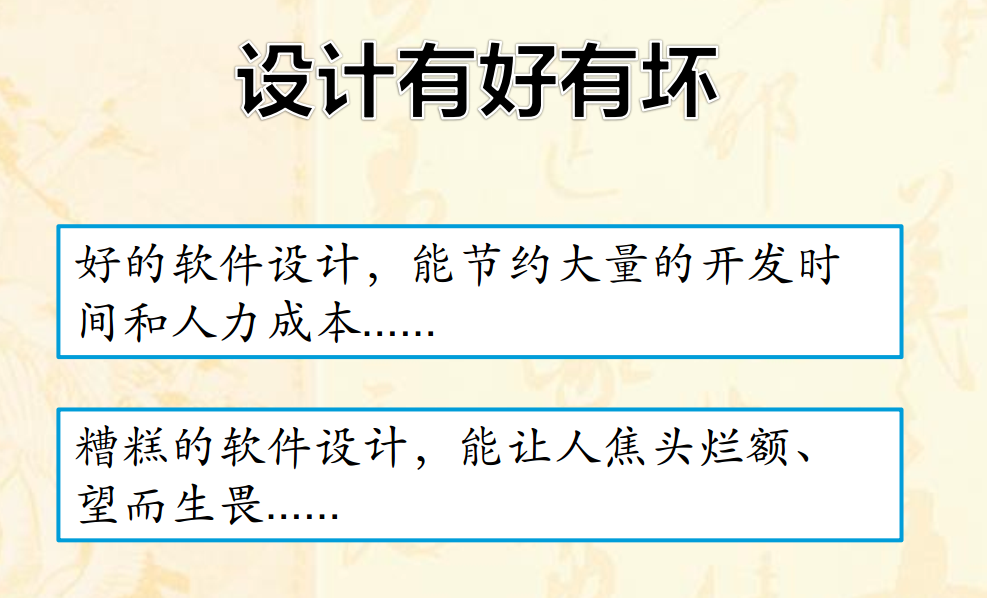 设计有好有坏
好的软件设计，能节约大量的开发时
间和人力成本......
糟糕的软件设计，能让人焦头烂额、
望而生畏......